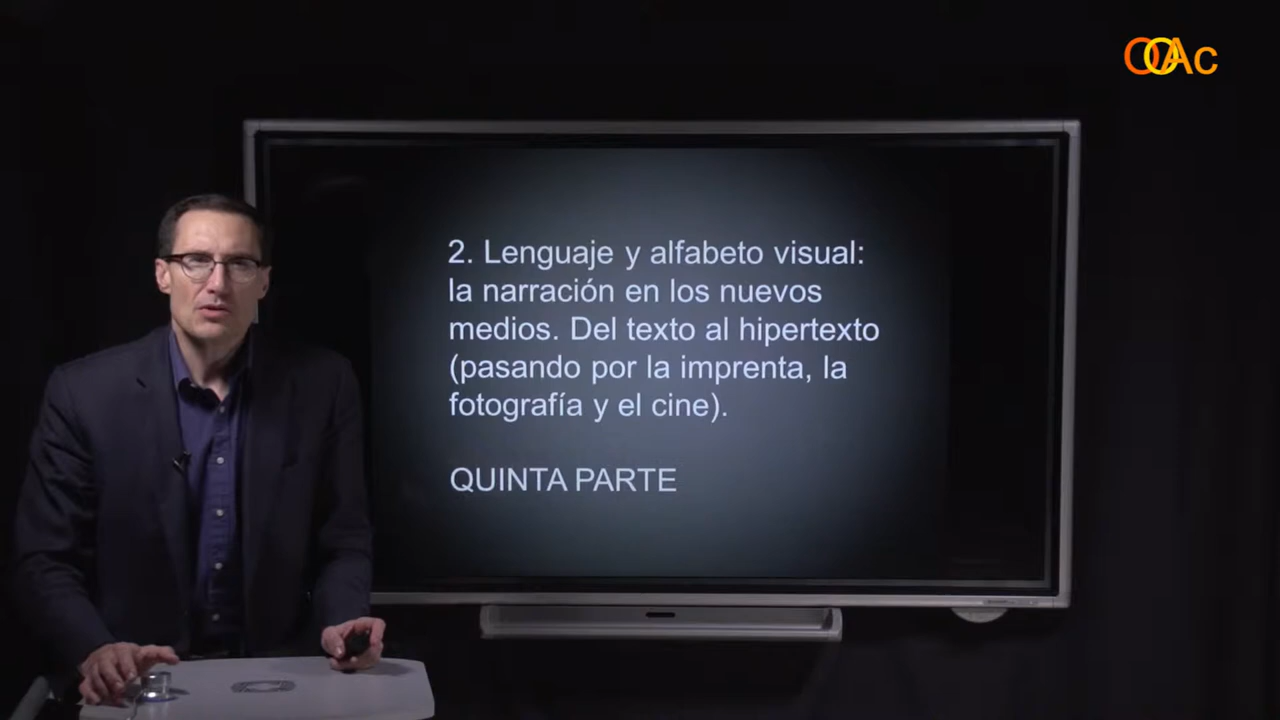 OOAc
2. Lenguaje y alfabeto visual:
la narración en los nuevos
medios. Del texto al hipertexto
(pasando por la imprenta, la
fotografía y el cine).
QUINTA PARTE